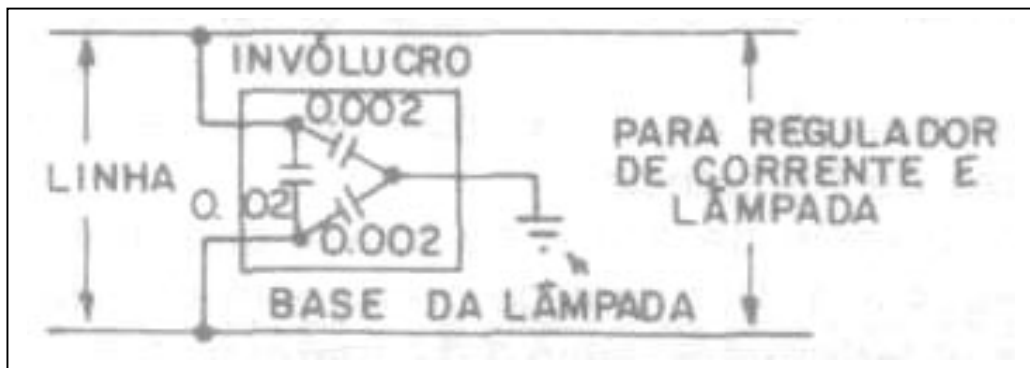 INVÓLUCRO
0.002
LINHA
0.02
0.002
BASE DA LÂMPADA
PARA REGULADOR
DE CORRENTE E
LÂMPADA